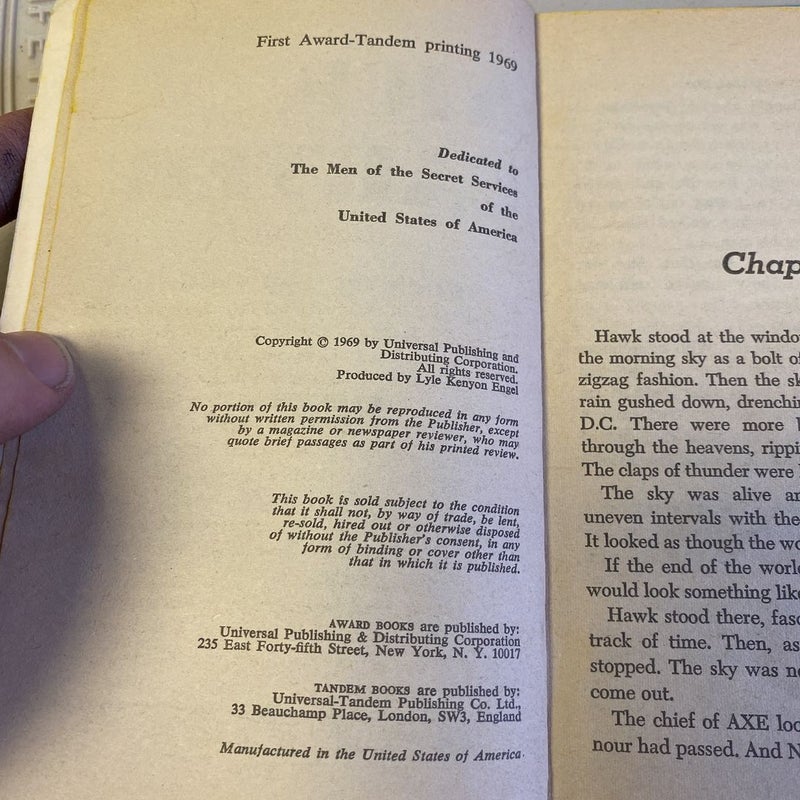 First Award-Tandem printing 1969
Dedicated to
The Men of the Secret Services
of the
United States of America
Copyright © 1969 by Universal Publishing and
Distributing Corporation.
All rights reserved.
Produced by Lyle Kenyon Engel
No portion of this book may be reproduced in any form
without written permission from the Publisher, except
by a magazine or newspaper reviewer, who may
quote brief passages as part of his printed review.
This book is sold subject to the condition
that it shall not, by way of trade, be lent,
re-sold, hired out or otherwise disposed
of without the Publisher's consent, in any
form of binding or cover other than
that in which it is published.
AWARD BOOKS are published by:
Universal Publishing & Distributing Corporation
235 East Forty-fifth Street, New York, N. Y. 10017
TANDEM BOOKS are published by:
Universal-Tandem Publishing Co. Ltd.,
33 Beauchamp Place, London, SW3, England
Manufactured in the United States of America
Chap
Hawk stood at the windo
the morning sky as a bolt of
zigzag fashion. Then the sk
rain gushed down, drenchin
D.C. There were more
through the heavens, rippi
The claps of thunder were
The sky was alive an
uneven intervals with the
It looked as though the wo
If the end of the worl
would look something like
Hawk stood there, fasc
track of time. Then, as
stopped. The sky was no
come out.
The chief of AXE loo
nour had passed. And N